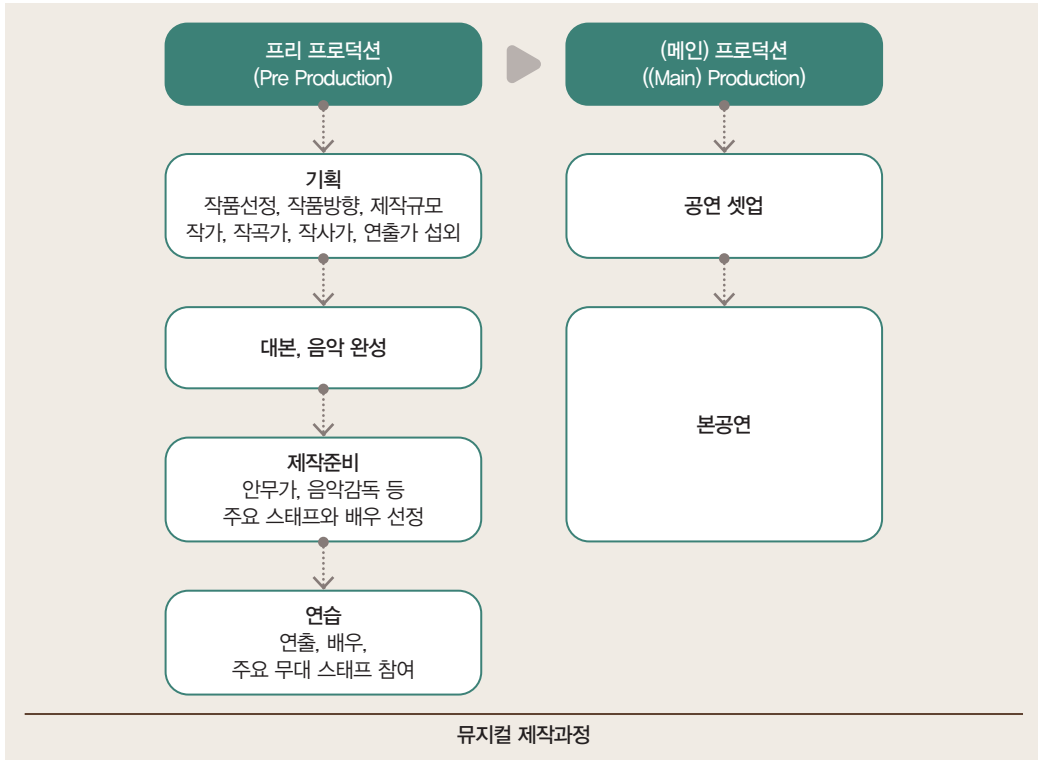 프리 프로덕션
(Pre Production)
기획
작품선정, 작품방향, 제작규모
작가, 작곡가, 작사가, 연출가 섭외
대본, 음악 완성
제작준비
안무가, 음악감독 등
주요 스태프와 배우 선정
연습
연출, 배우,
주요 무대 스태프 참여
(메인) 프로덕션
((Main) Production)
공연 셋업
본공연
뮤지컬 제작과정